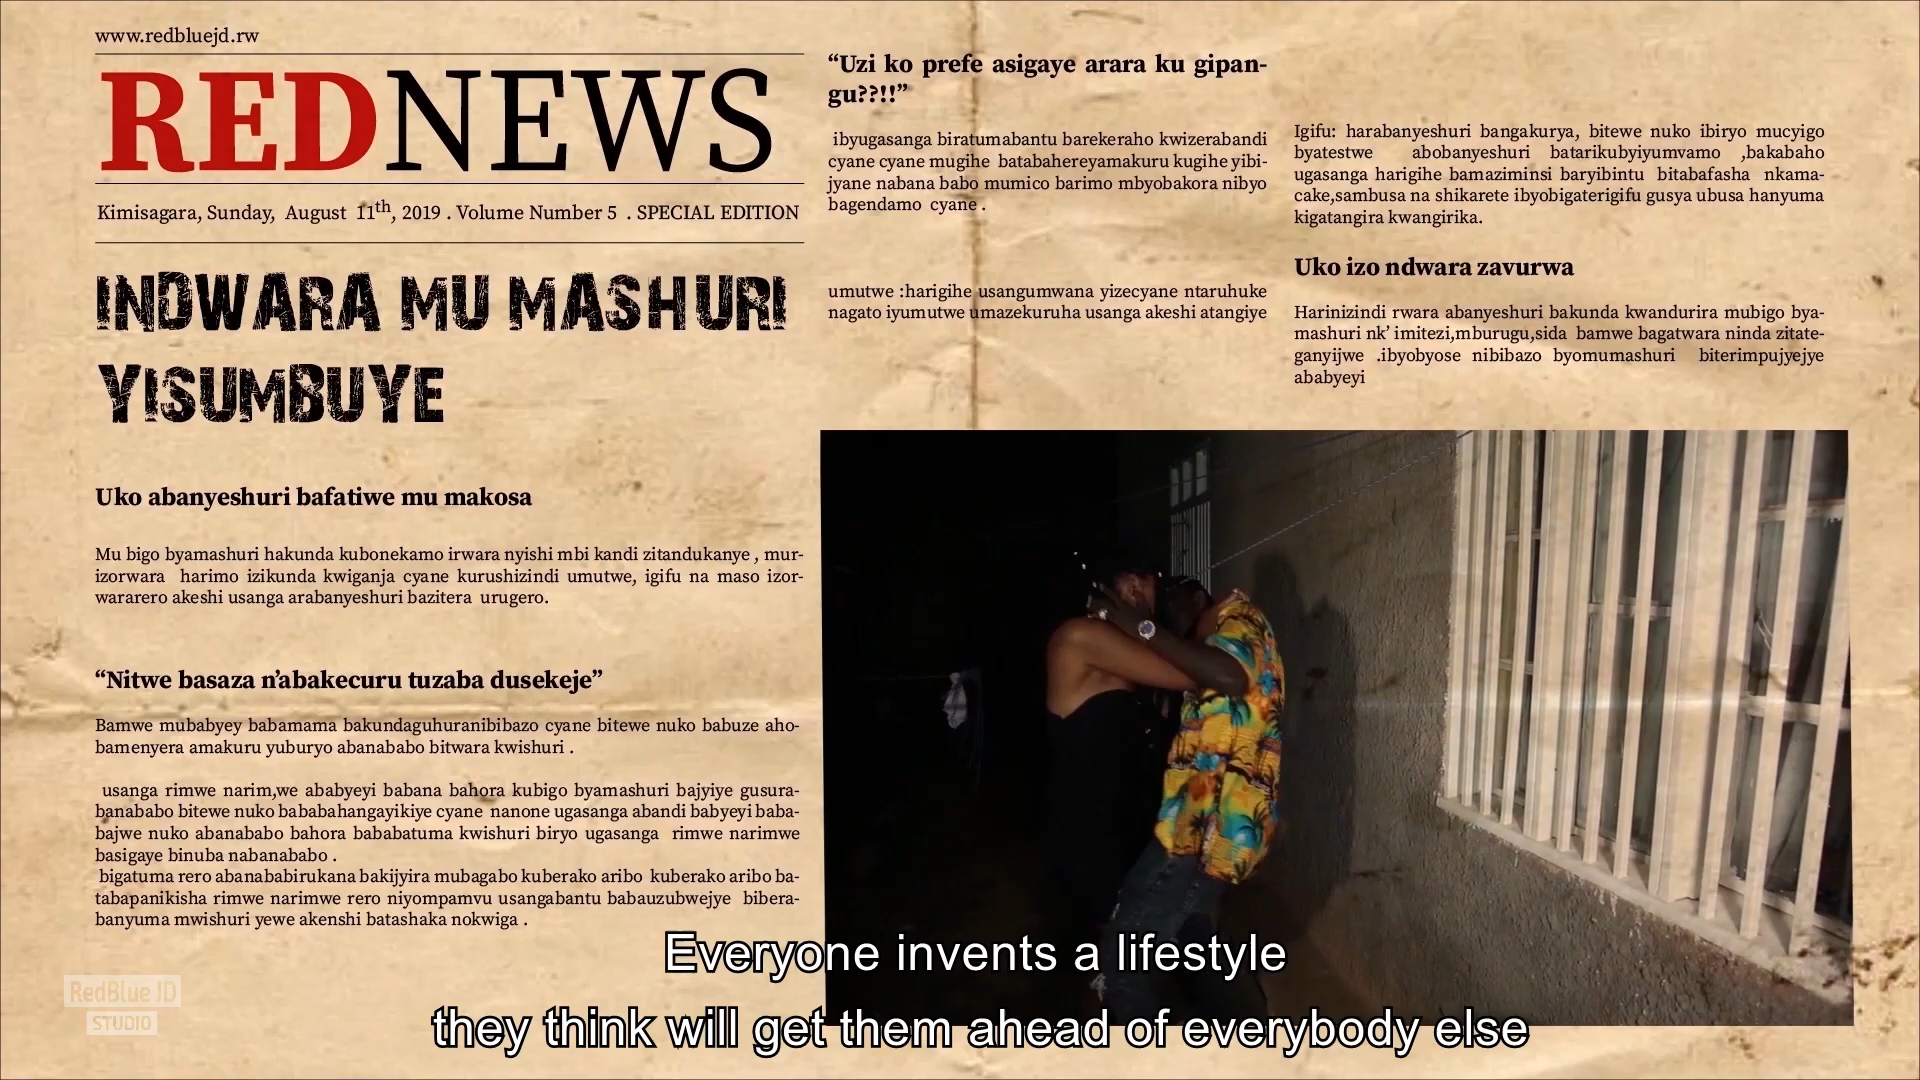 www.redbluejd.rw
REDNEWS
Kimisagara, Sunday, August 11th, 2019 . Volume Number 5 . SPECIAL EDITION
INDWARA MU MASHURI
YISUMBUYE
Uko abanyeshuri bafatiwe mu makosa
Mu bigo byamashuri hakunda kubonekamo irwara nyishi mbi kandi zitandukanye , mur-
izorwara harimo izikunda kwiganja cyane kurushizindi umutwe, igifu na maso izor-
wararero akeshi usanga arabanyeshuri bazitera urugero.
“Nitwe basaza n’abakecuru tuzaba dusekeje”
Bamwe mubabyey babamama bakundaguhuranibibazo cyane bitewe nuko babuze aho-
bamenyera amakuru yuburyo abanababo bitwara kwishuri .
usanga rimwe narim,we ababyeyi babana bahora kubigo byamashuri bajyiye gusura-
banababo bitewe nuko bababahangayikiye cyane nanone ugasanga abandi babyeyi baba-
bajwe nuko abanababo bahora bababatuma kwishuri biryo ugasanga rimwe narimwe
basigaye binuba nabanababo .
bigatuma rero abanababirukana bakijyira mubagabo kuberako aribo kuberako aribo ba-
tabapanikisha rimwe narimwe rero niyompamvu usangabantu babauzubwejye bibera-
banyuma mwishuri yewe akenshi batashaka nokwiga .
“Uzi ko prefe asigaye arara ku gipan-
gu??!!”
ibyugasanga biratumabantu barekeraho kwizerabandi
cyane cyane mugihe batabahereyamakuru kugihe yibi-
jyane nabana babo mumico barimo mbyobakora nibyo
bagendamo cyane .
umutwe :harigihe usangumwana yizecyane ntaruhuke
nagato iyumutwe umazekuruha usanga akeshi atangiye
Igifu: harabanyeshuri bangakurya, bitewe nuko ibiryo mucyigo
byatestwe abobanyeshuri batarikubyiyumvamo ,bakabaho
ugasanga harigihe bamaziminsi baryibintu bitabafasha nkama-
cake,sambusa na shikarete ibyobigaterigifu gusya ubusa hanyuma
kigatangira kwangirika.
Uko izo ndwara zavurwa
Harinizindi rwara abanyeshuri bakunda kwandurira mubigo bya-
mashuri nk’ imitezi,mburugu,sida bamwe bagatwara ninda zitate-
ganyijwe .ibyobyose nibibazo byomumashuri biterimpujyejye
ababyeyi
Everyone invents a lifestyle
they think will get them ahead of everybody else
RedBlue JD
STUDIO